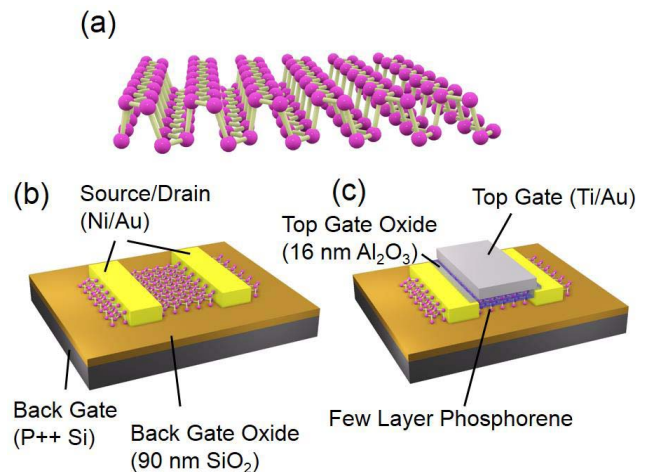 (a)
(b)
Source/Drain
(Ni/Au)
(c)
Top Gate (Ti/Au)
Top Gate Oxide
(16 nm Al₂O₃)
Back Gate
(P++ Si)
Back Gate Oxide
(90 nm SiO₂)
Few Layer Phosphorene